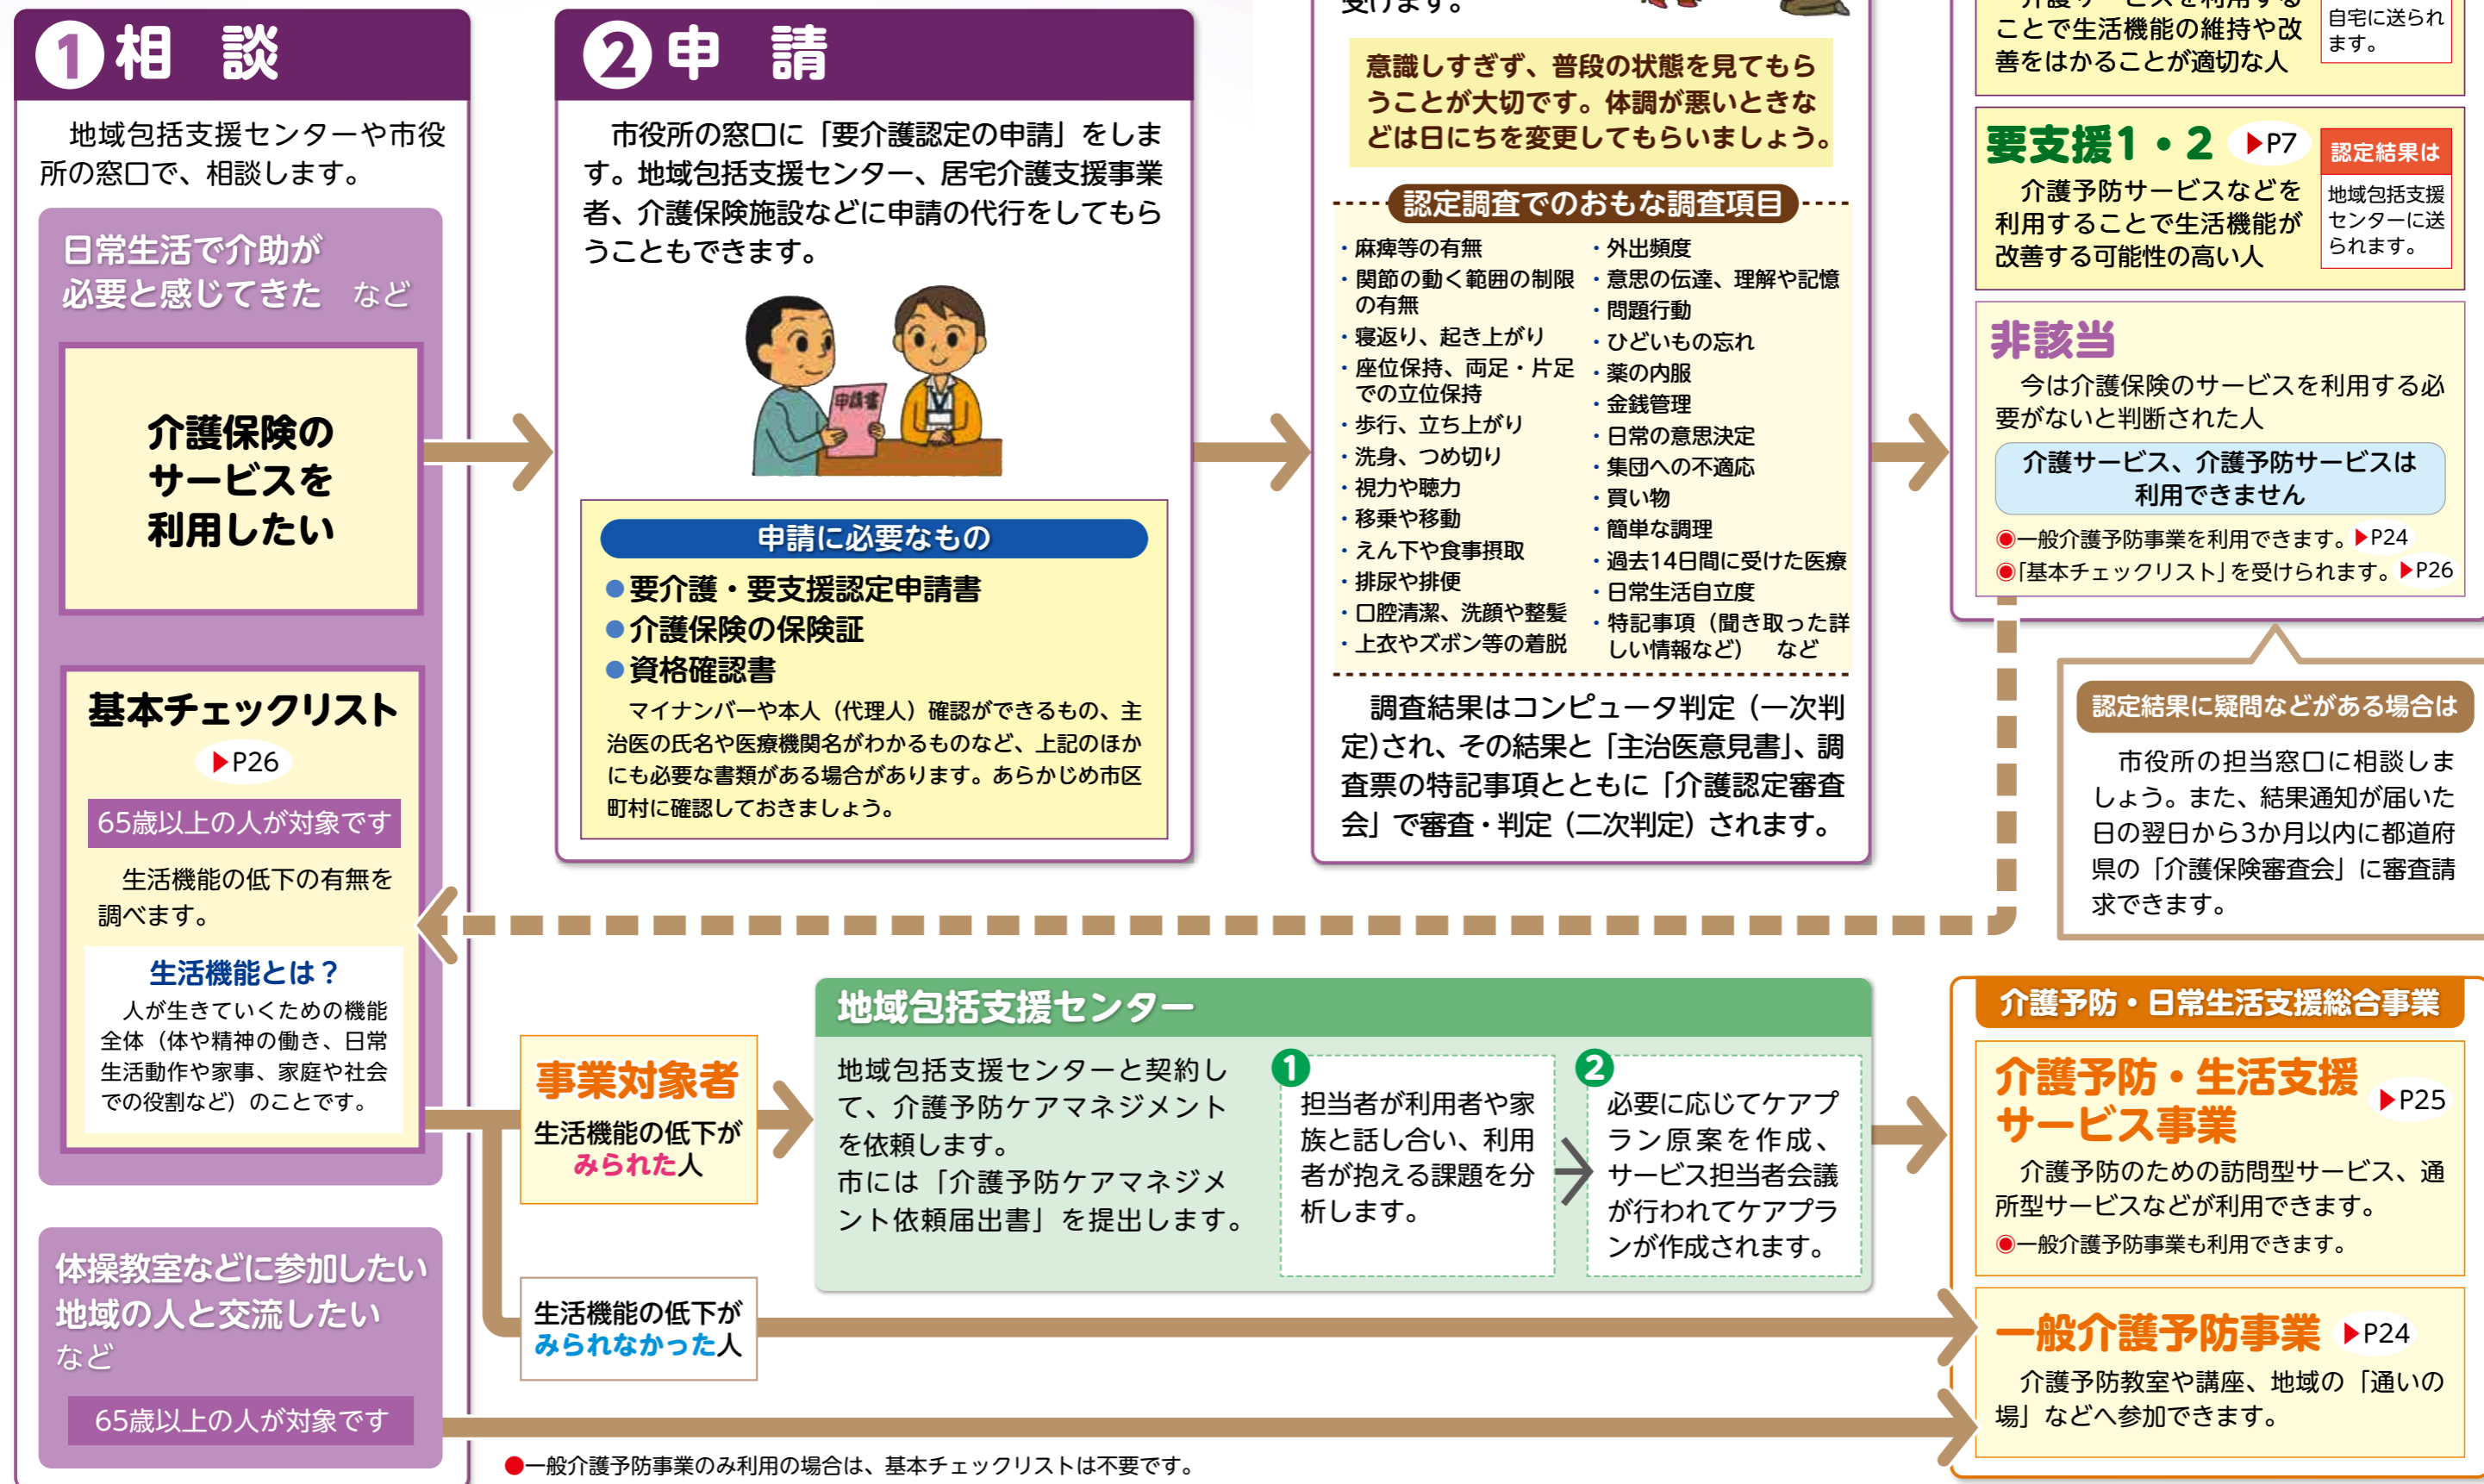 1 相 談
地域包括支援センターや市役
所の窓口で、相談します。
日常生活で介助が
必要と感じてきた など
介護保険の
サービスを
利用したい
基本チェックリスト
▶P26
65歳以上の人が対象です
生活機能の低下の有無を
調べます。
生活機能とは？
人が生きていくための機能
全体（体や精神の働き、日常
生活動作や家事、家庭や社会
での役割など）のことです。
体操教室などに参加したい
地域の人と交流したい
など
65歳以上の人が対象です
2 申 請
市役所の窓口に「要介護認定の申請」をしま
す。地域包括支援センター、居宅介護支援事業
者、介護保険施設などに申請の代行をしてもら
うこともできます。
申請書
申請に必要なもの
●要介護・要支援認定申請書
●介護保険の保険証
●資格確認書
マイナンバーや本人（代理人）確認ができるもの、主
治医の氏名や医療機関名がわかるものなど、上記のほか
にも必要な書類がある場合があります。あらかじめ市区
町村に確認しておきましょう。
受けます。
意識しすぎず、普段の状態を見てもら
うことが大切です。体調が悪いときな
どは日にちを変更してもらいましょう。
認定調査でのおもな調査項目
・麻痺等の有無
・関節の動く範囲の制限
の有無
・寝返り、起き上がり
・座位保持、両足・片足
での立位保持
・歩行、立ち上がり
・洗身、つめ切り
・視力や聴力
・移乗や移動
・えん下や食事摂取
・排尿や排便
・口腔清潔、洗顔や整髪
・上衣やズボン等の着脱
・外出頻度
・意思の伝達、理解や記憶
・問題行動
・ひどいもの忘れ
・薬の内服
・金銭管理
・日常の意思決定
・集団への不適応
・買い物
・簡単な調理
・過去14日間に受けた医療
・日常生活自立度
・特記事項（聞き取った詳
しい情報など） など
調査結果はコンピュータ判定（一次判
定）され、その結果と「主治医意見書」、調
査票の特記事項とともに「介護認定審査
会」で審査・判定（二次判定）されます。
介護サービスを利用する
ことで生活機能の維持や改
善をはかることが適切な人
自宅に送られ
ます。
要支援1・2 ▶P7
介護予防サービスなどを
利用することで生活機能が
改善する可能性の高い人
認定結果は
地域包括支援
センターに送
られます。
非該当
今は介護保険のサービスを利用する必
要がないと判断された人
介護サービス、介護予防サービスは
利用できません
◉一般介護予防事業を利用できます。▶P24
◉「基本チェックリスト」を受けられます。▶P26
認定結果に疑問などがある場合は
市役所の担当窓口に相談しま
しょう。また、結果通知が届いた
日の翌日から3か月以内に都道府
県の「介護保険審査会」に審査請
求できます。
事業対象者
生活機能の低下が
みられた人
生活機能の低下が
みられなかった人
地域包括支援センター
地域包括支援センターと契約し
て、介護予防ケアマネジメント
を依頼します。
市には「介護予防ケアマネジメ
ント依頼届出書」を提出します。
1
担当者が利用者や家
族と話し合い、利用
者が抱える課題を分
析します。
2
必要に応じてケアプ
ラン原案を作成、
サービス担当者会議
が行われてケアプラ
ンが作成されます。
介護予防・日常生活支援総合事業
介護予防・生活支援
サービス事業
▶P25
介護予防のための訪問型サービス、通
所型サービスなどが利用できます。
◉一般介護予防事業も利用できます。
一般介護予防事業 ▶P24
介護予防教室や講座、地域の「通いの
場」などへ参加できます。
●一般介護予防事業のみ利用の場合は、基本チェックリストは不要です。